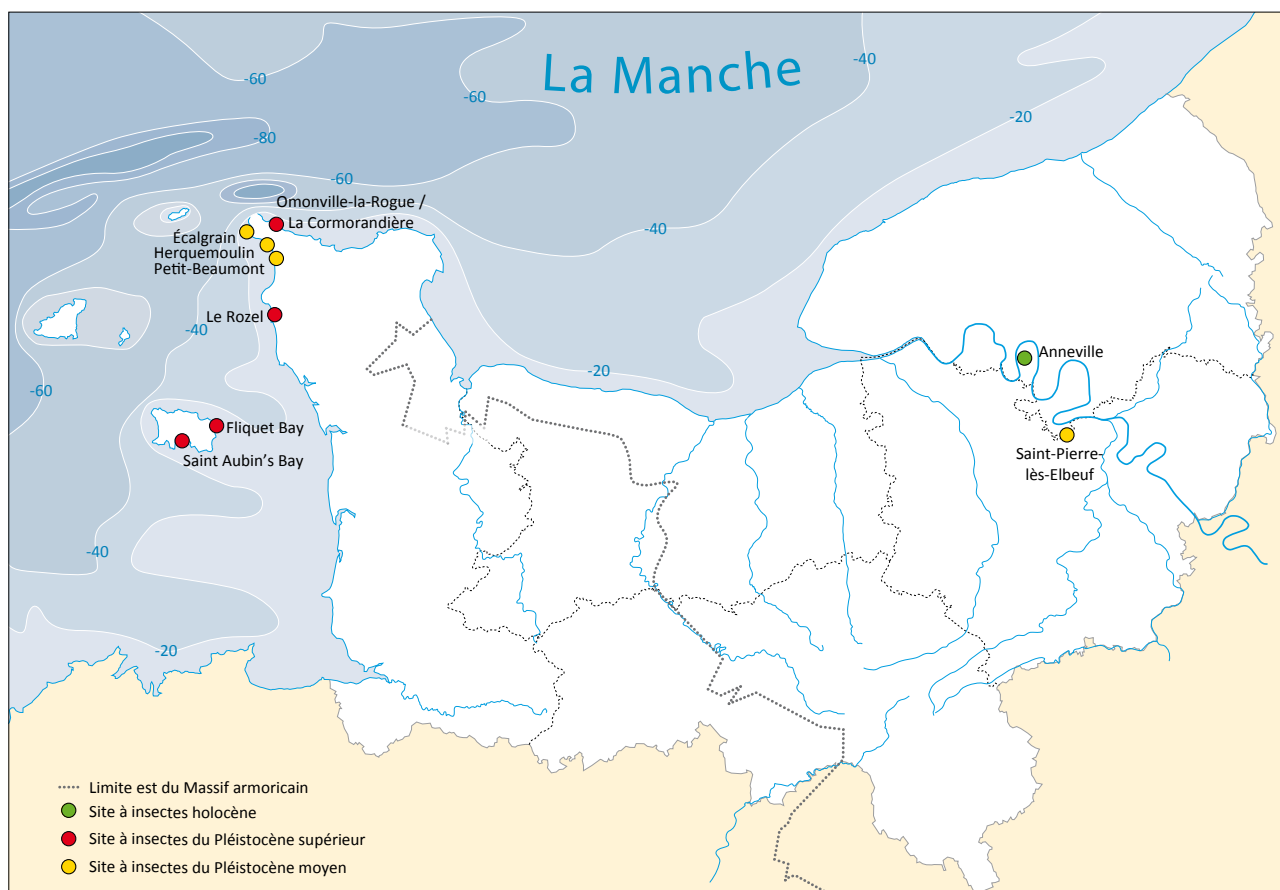 La Manche
-60
-60
-40
-20
-80
-60
-40
Omonville-la-Rogue /
La Cormorandière
Écalgrain
Herquemoulin
Petit-Beaumont
Le Rozel
-40
-20
-60
Anneville
Fliquet Bay
Saint Aubin's Bay
Saint-Pierre-
lès-Elbeuf
-40
-20
Limite est du Massif armoricain
Site à insectes holocène
Site à insectes du Pléistocène supérieur
Site à insectes du Pléistocène moyen